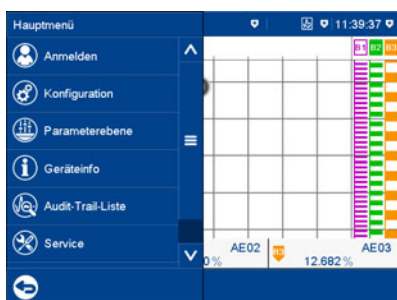 Hauptmenü
11:39:37
Anmelden
B1 B2 B3
Konfiguration
Parameterebene
Geräteinfo
Audit-Trail-Liste
Service
AE02
AE03
0%
B3
12.682 %